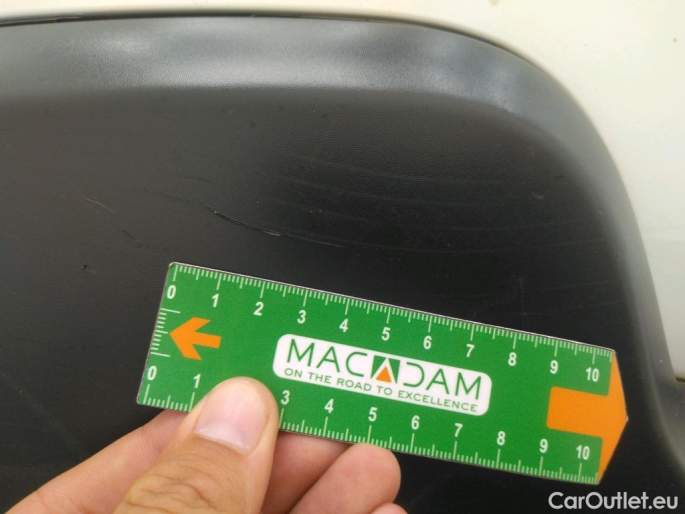 0 1 2 3 4 5 6 7 8 9 10
MACADAM
ON THE ROAD TO EXCELLENCE
0 1 3 4 5 6 7 8 9 10
CarOutlet.eu